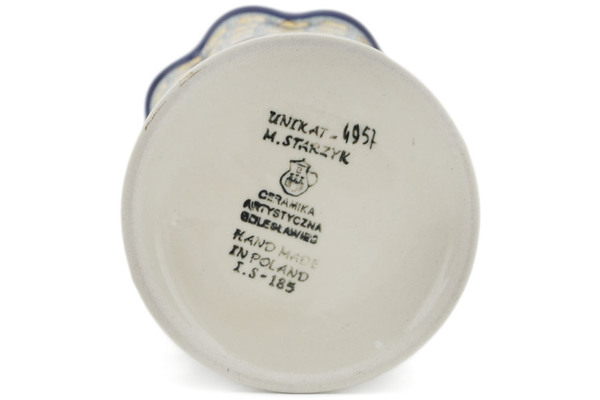 UNIKAT - 4957
M. STARZYK
CERAMIKA
ARTYSTYCZNA
BOLESŁAWIEC
HAND MADE
IN POLAND
I.S-185